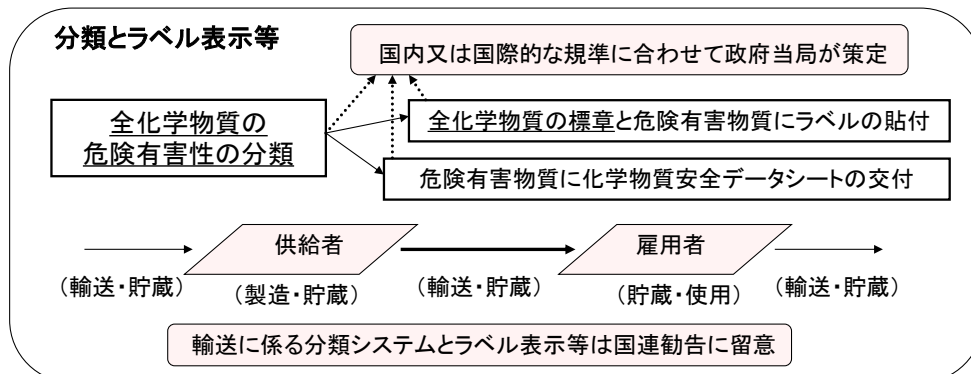 分類とラベル表示等
国内又は国際的な規準に合わせて政府当局が策定
全化学物質の
危険有害性の分類
全化学物質の標章と危険有害物質にラベルの貼付
危険有害物質に化学物質安全データシートの交付
供給者
雇用者
(輸送・貯蔵)
(製造・貯蔵)
(輸送・貯蔵)
(貯蔵・使用)
(輸送・貯蔵)
輸送に係る分類システムとラベル表示等は国連勧告に留意